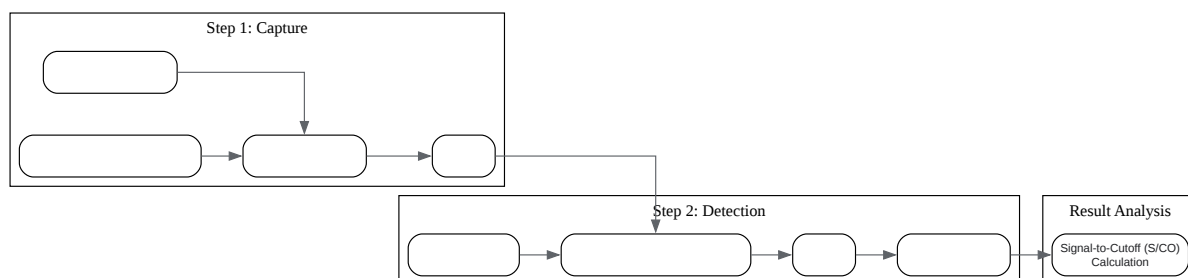 Step 1: Capture
Step 2: Detection
Result Analysis
Signal-to-Cutoff (S/CO)
Calculation